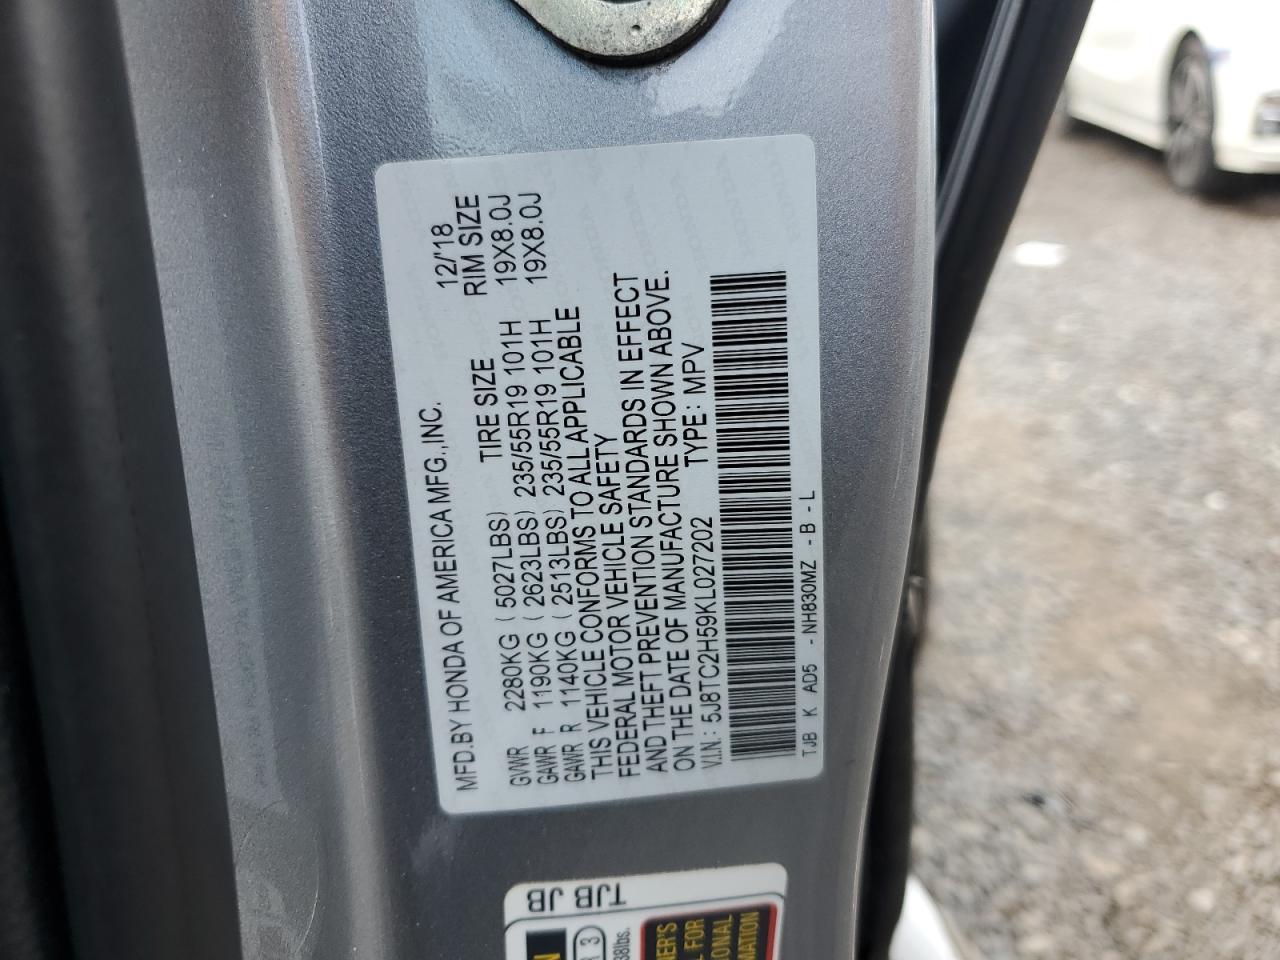 MFD.BY HONDA OF AMERICA MFG.,INC. 12/'18
TIRE SIZE RIM SIZE
GVWR 2280KG (5027LBS)
GAWR F 1190KG (2623LBS) 235/55R19 101H 19X8.0J
GAWR R 1140KG (2513LBS) 235/55R19 101H 19X8.0J
THIS VEHICLE CONFORMS TO ALL APPLICABLE
FEDERAL MOTOR VEHICLE SAFETY
AND THEFT PREVENTION STANDARDS IN EFFECT
ON THE DATE OF MANUFACTURE SHOWN ABOVE.
V.I.N: 5J8TC2H59KL027202 TYPE: MPV
TJB K AD5 -NH830MZ -B-L
TJB JB